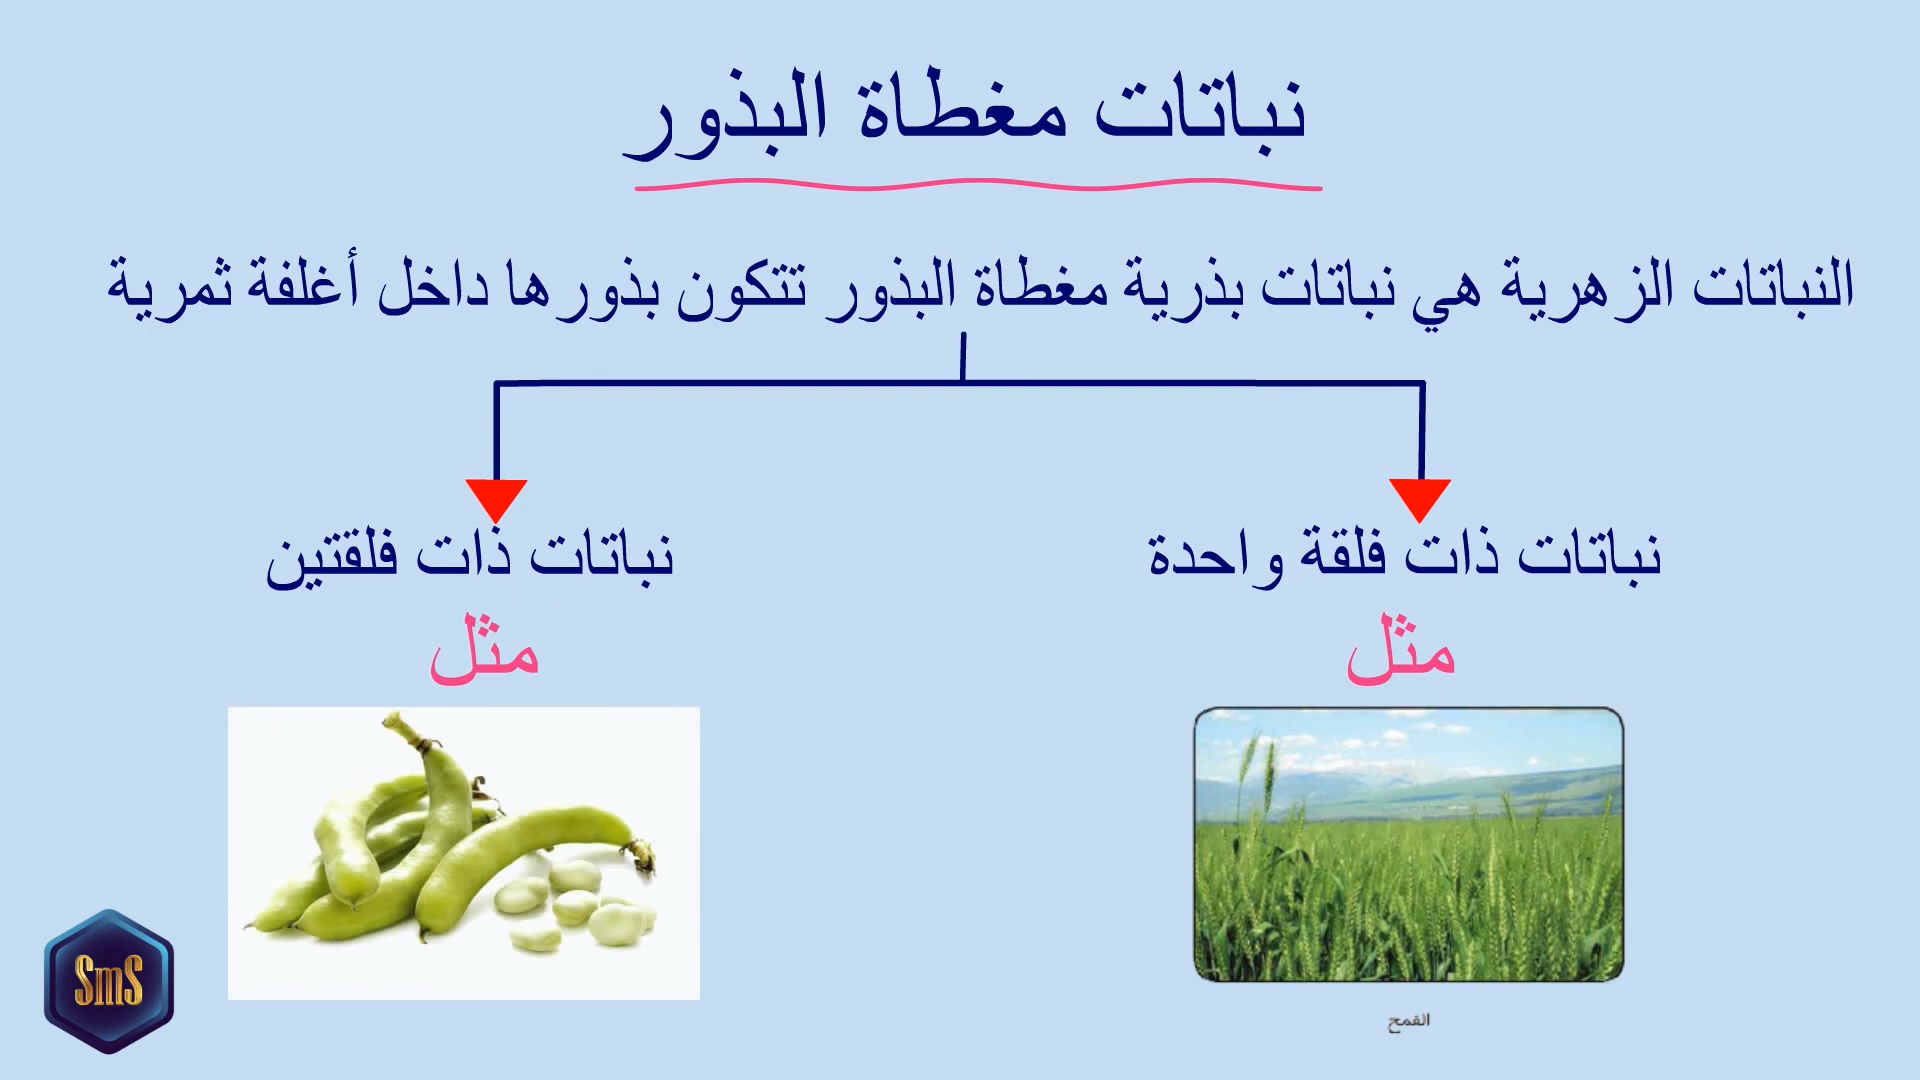 نباتات مغطاة البذور
النباتات الزهرية هي نباتات بذرية مغطاة البذور تتكون بذورها داخل أغلفة ثمرية
نباتات ذات فلقة واحدة
نباتات ذات فلقتين
مثل
مثل
القمح
SmS